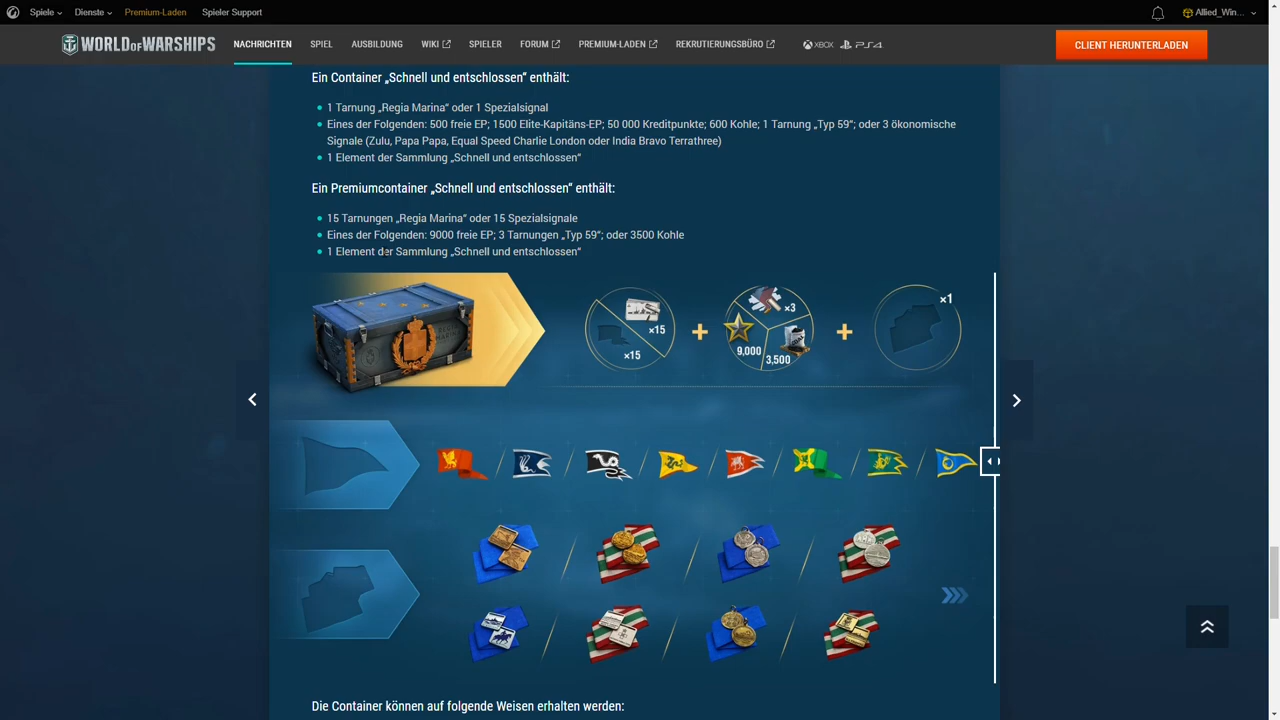 Spiele Dienste Premium-Laden Spieler Support Allied_Win...
WORLD OF WARSHIPS NACHRICHTEN SPIEL AUSBILDUNG WIKI SPIELER FORUM PREMIUM-LADEN REKRUTIERUNGSBÜRO XBOX PS4 CLIENT HERUNTERLADEN
Ein Container „Schnell und entschlossen“ enthält:
1 Tarnung „Regia Marina“ oder 1 Spezialsignal
Eines der Folgenden: 500 freie EP; 1500 Elite-Kapitäns-EP; 50 000 Kreditpunkte; 600 Kohle; 1 Tarnung „Typ 59“; oder 3 ökonomische
Signale (Zulu, Papa Papa, Equal Speed Charlie London oder India Bravo Terrathree)
1 Element der Sammlung „Schnell und entschlossen“
Ein Premiumcontainer „Schnell und entschlossen“ enthält:
15 Tarnungen „Regia Marina“ oder 15 Spezialsignale
Eines der Folgenden: 9000 freie EP; 3 Tarnungen „Typ 59“; oder 3500 Kohle
1 Element der Sammlung „Schnell und entschlossen“
×15
×15
×3
9,000
3,500
×1
Die Container können auf folgende Weisen erhalten werden: